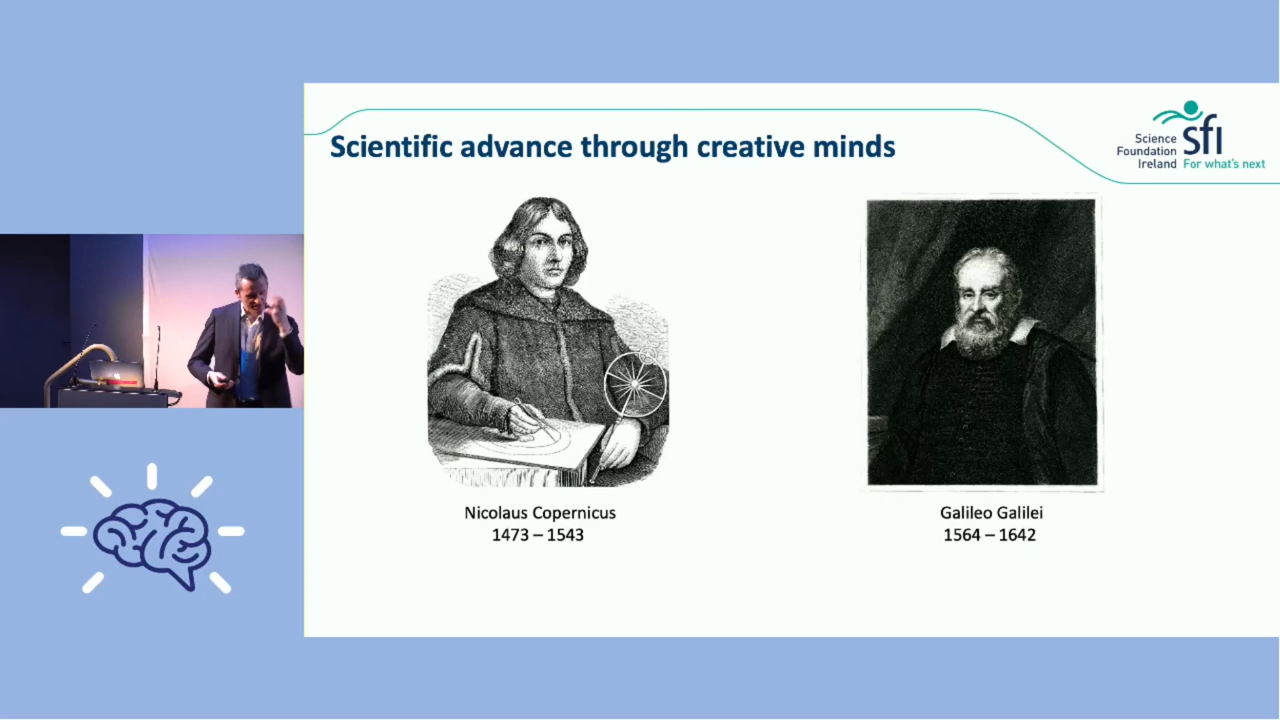 Scientific advance through creative minds
Science
Foundation
Ireland
sfi
For what's next
Nicolaus Copernicus
1473 – 1543
Galileo Galilei
1564 – 1642